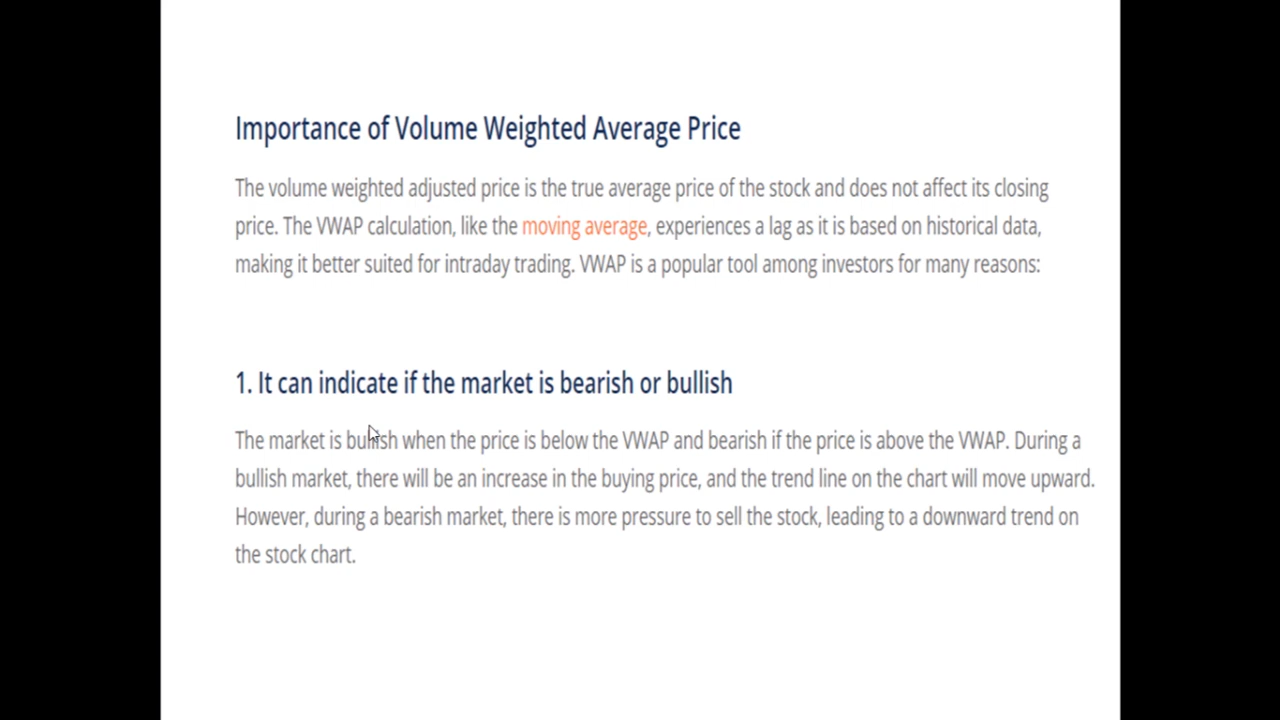 Importance of Volume Weighted Average Price
The volume weighted adjusted price is the true average price of the stock and does not affect its closing
price. The VWAP calculation, like the moving average, experiences a lag as it is based on historical data,
making it better suited for intraday trading. VWAP is a popular tool among investors for many reasons:
1. It can indicate if the market is bearish or bullish
The market is bullish when the price is below the VWAP and bearish if the price is above the VWAP. During a
bullish market, there will be an increase in the buying price, and the trend line on the chart will move upward.
However, during a bearish market, there is more pressure to sell the stock, leading to a downward trend on
the stock chart.